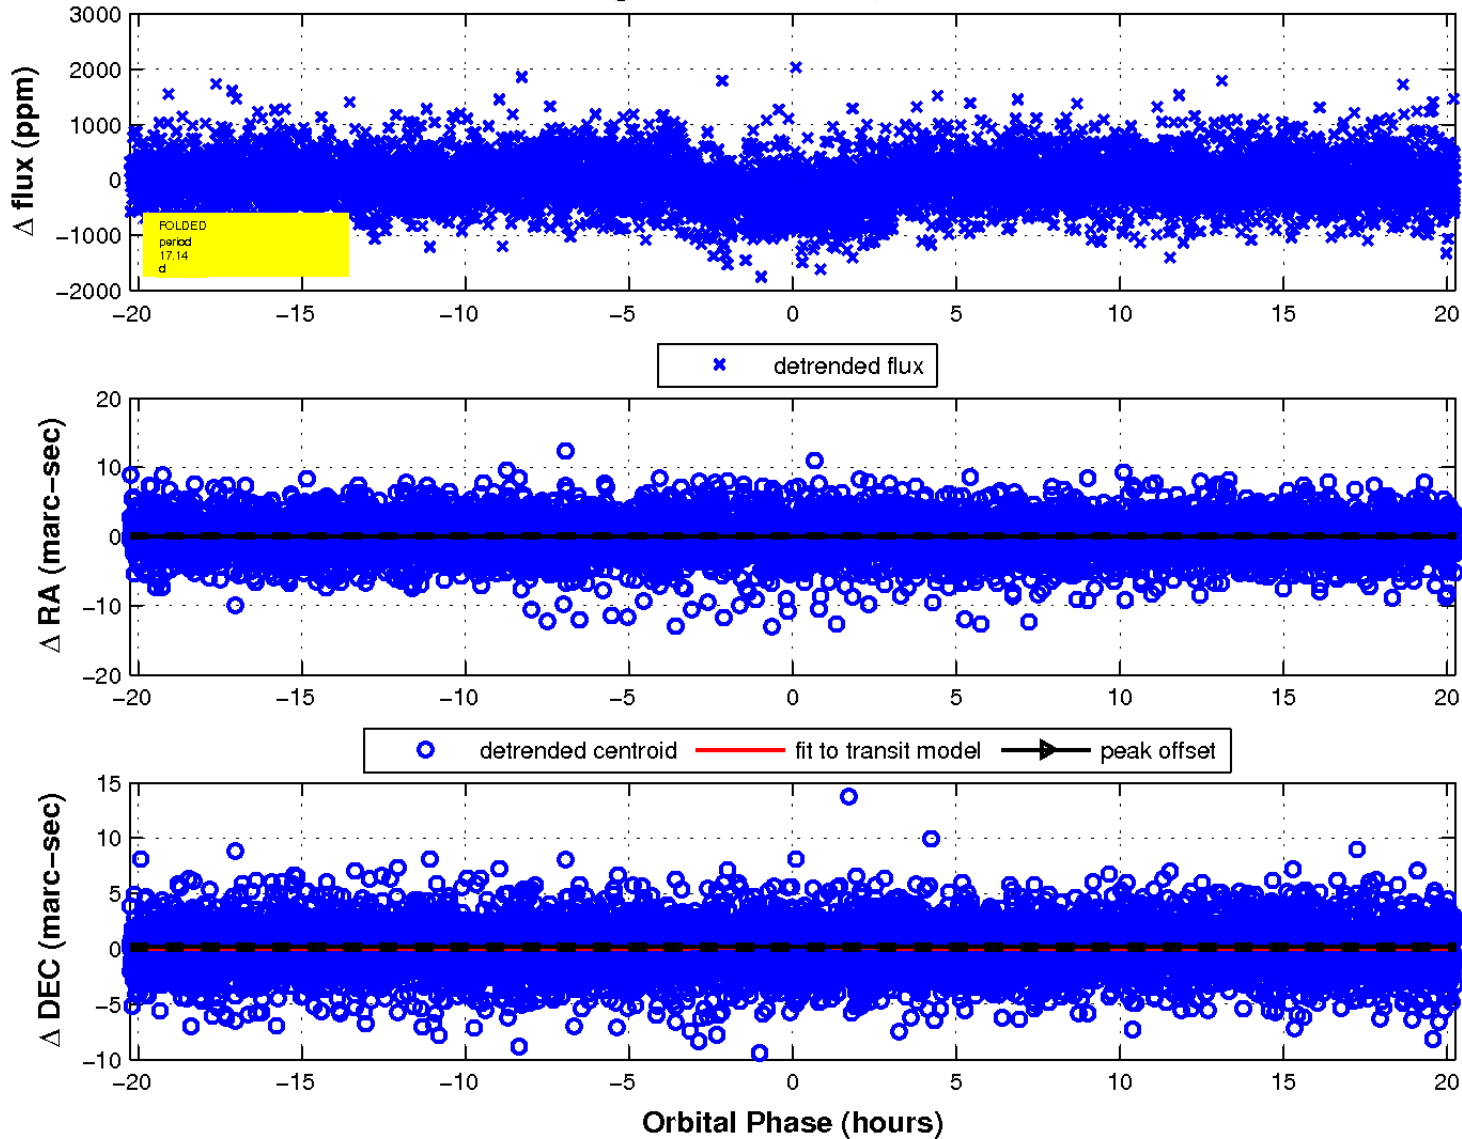 3000
2000
1000
0
−1000
−2000
Δ flux (ppm)
FOLDED
period
17.14
d
−20 −15 −10 −5 0 5 10 15 20
detrended flux
20
10
0
−10
−20
Δ RA (marc−sec)
−20 −15 −10 −5 0 5 10 15 20
detrended centroid fit to transit model peak offset
15
10
5
0
−5
−10
Δ DEC (marc−sec)
−20 −15 −10 −5 0 5 10 15 20
Orbital Phase (hours)